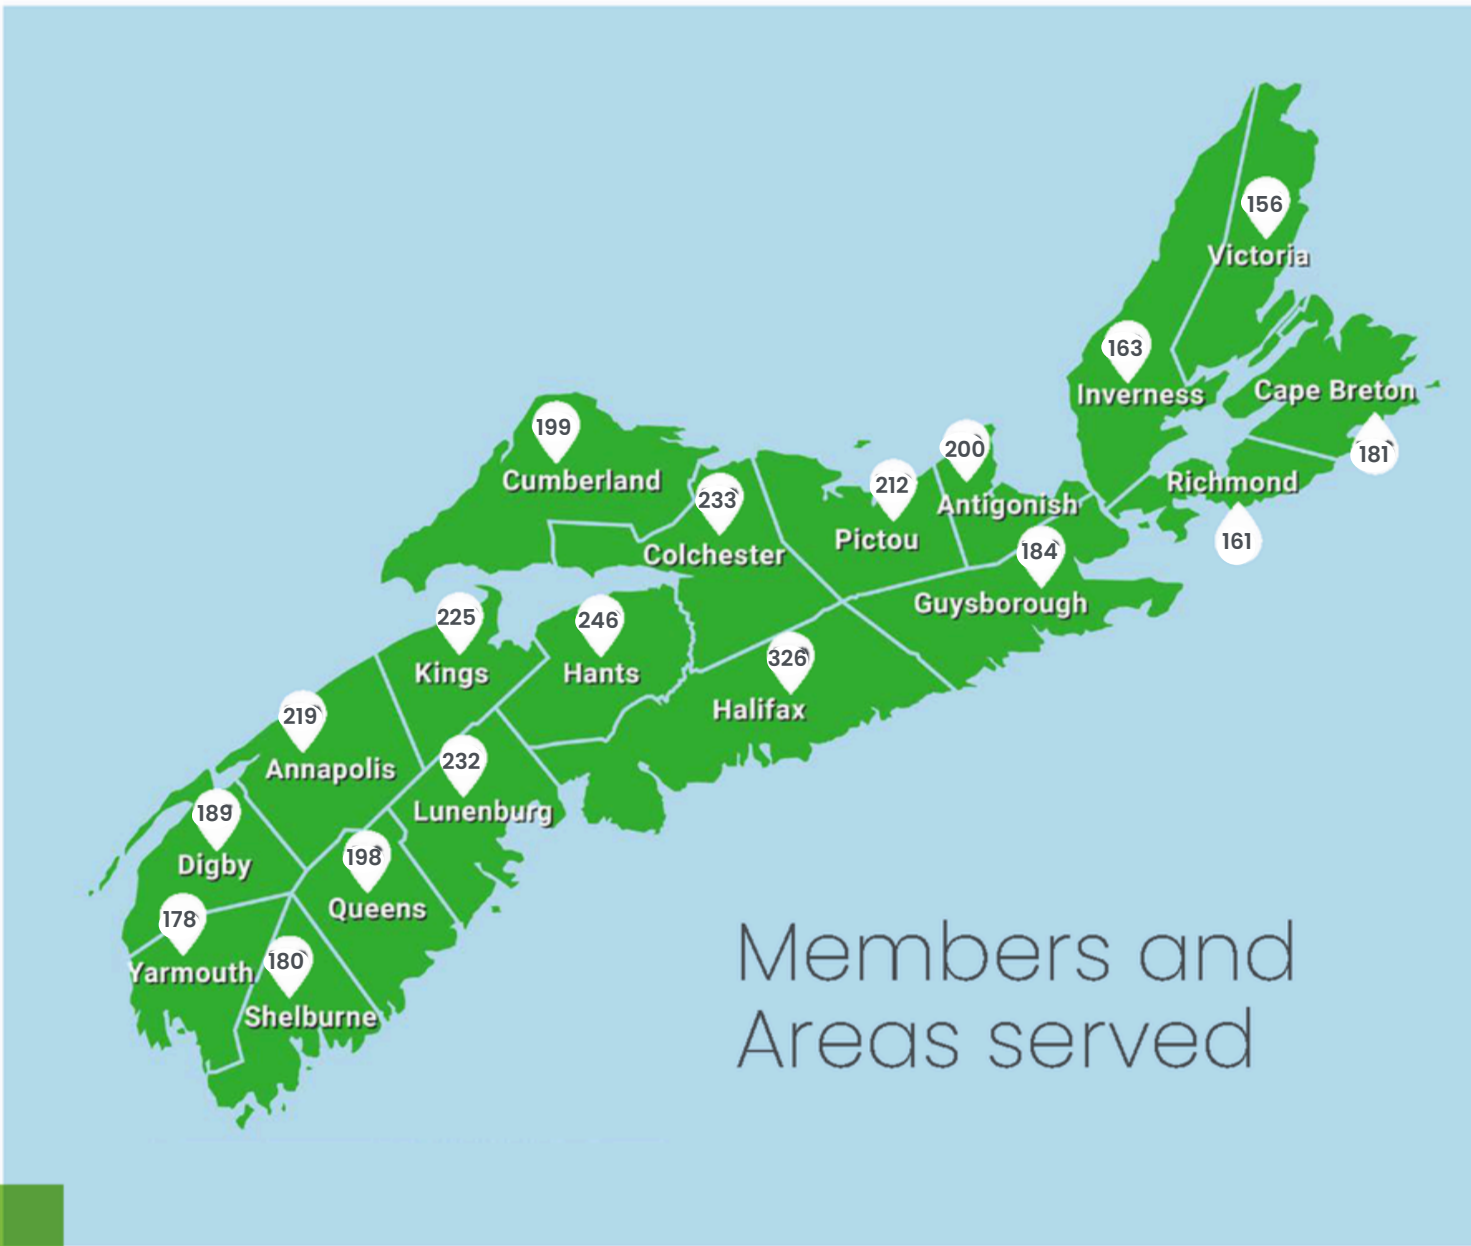 156
Victoria
163
Inverness
Cape Breton
181
199
Cumberland
200
Antigonish
Richmond
161
233
Colchester
212
Pictou
184
Guysborough
225
Kings
246
Hants
326
Halifax
219
Annapolis
232
Lunenburg
189
Digby
198
Queens
178
Yarmouth
180
Shelburne
Members and
Areas served